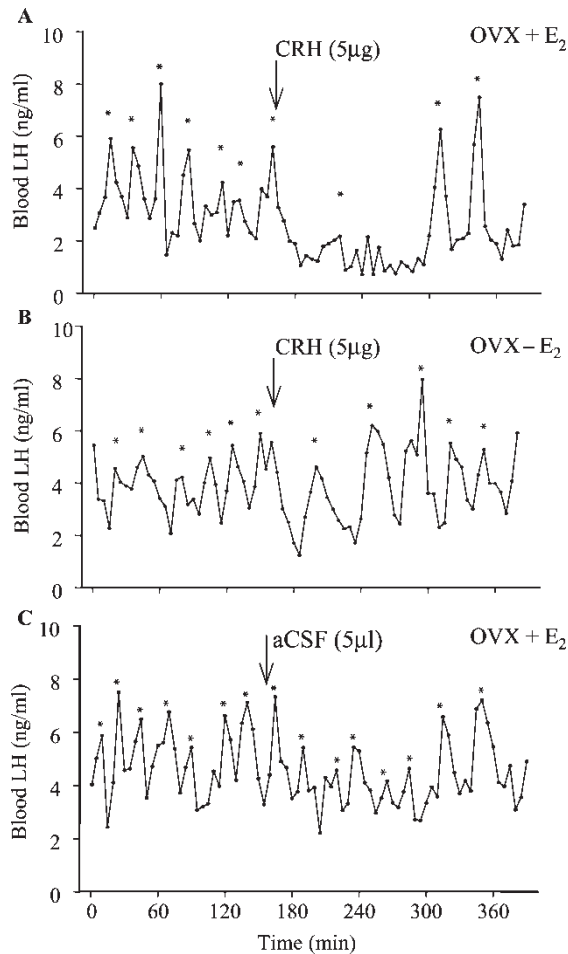 A
OVX + E2
CRH (5μg)
Blood LH (ng/ml)
10
8
6
4
2
0
B
OVX – E2
CRH (5μg)
Blood LH (ng/ml)
10
8
6
4
2
0
C
OVX + E2
aCSF (5μl)
Blood LH (ng/ml)
10
8
6
4
2
0
0 60 120 180 240 300 360
Time (min)